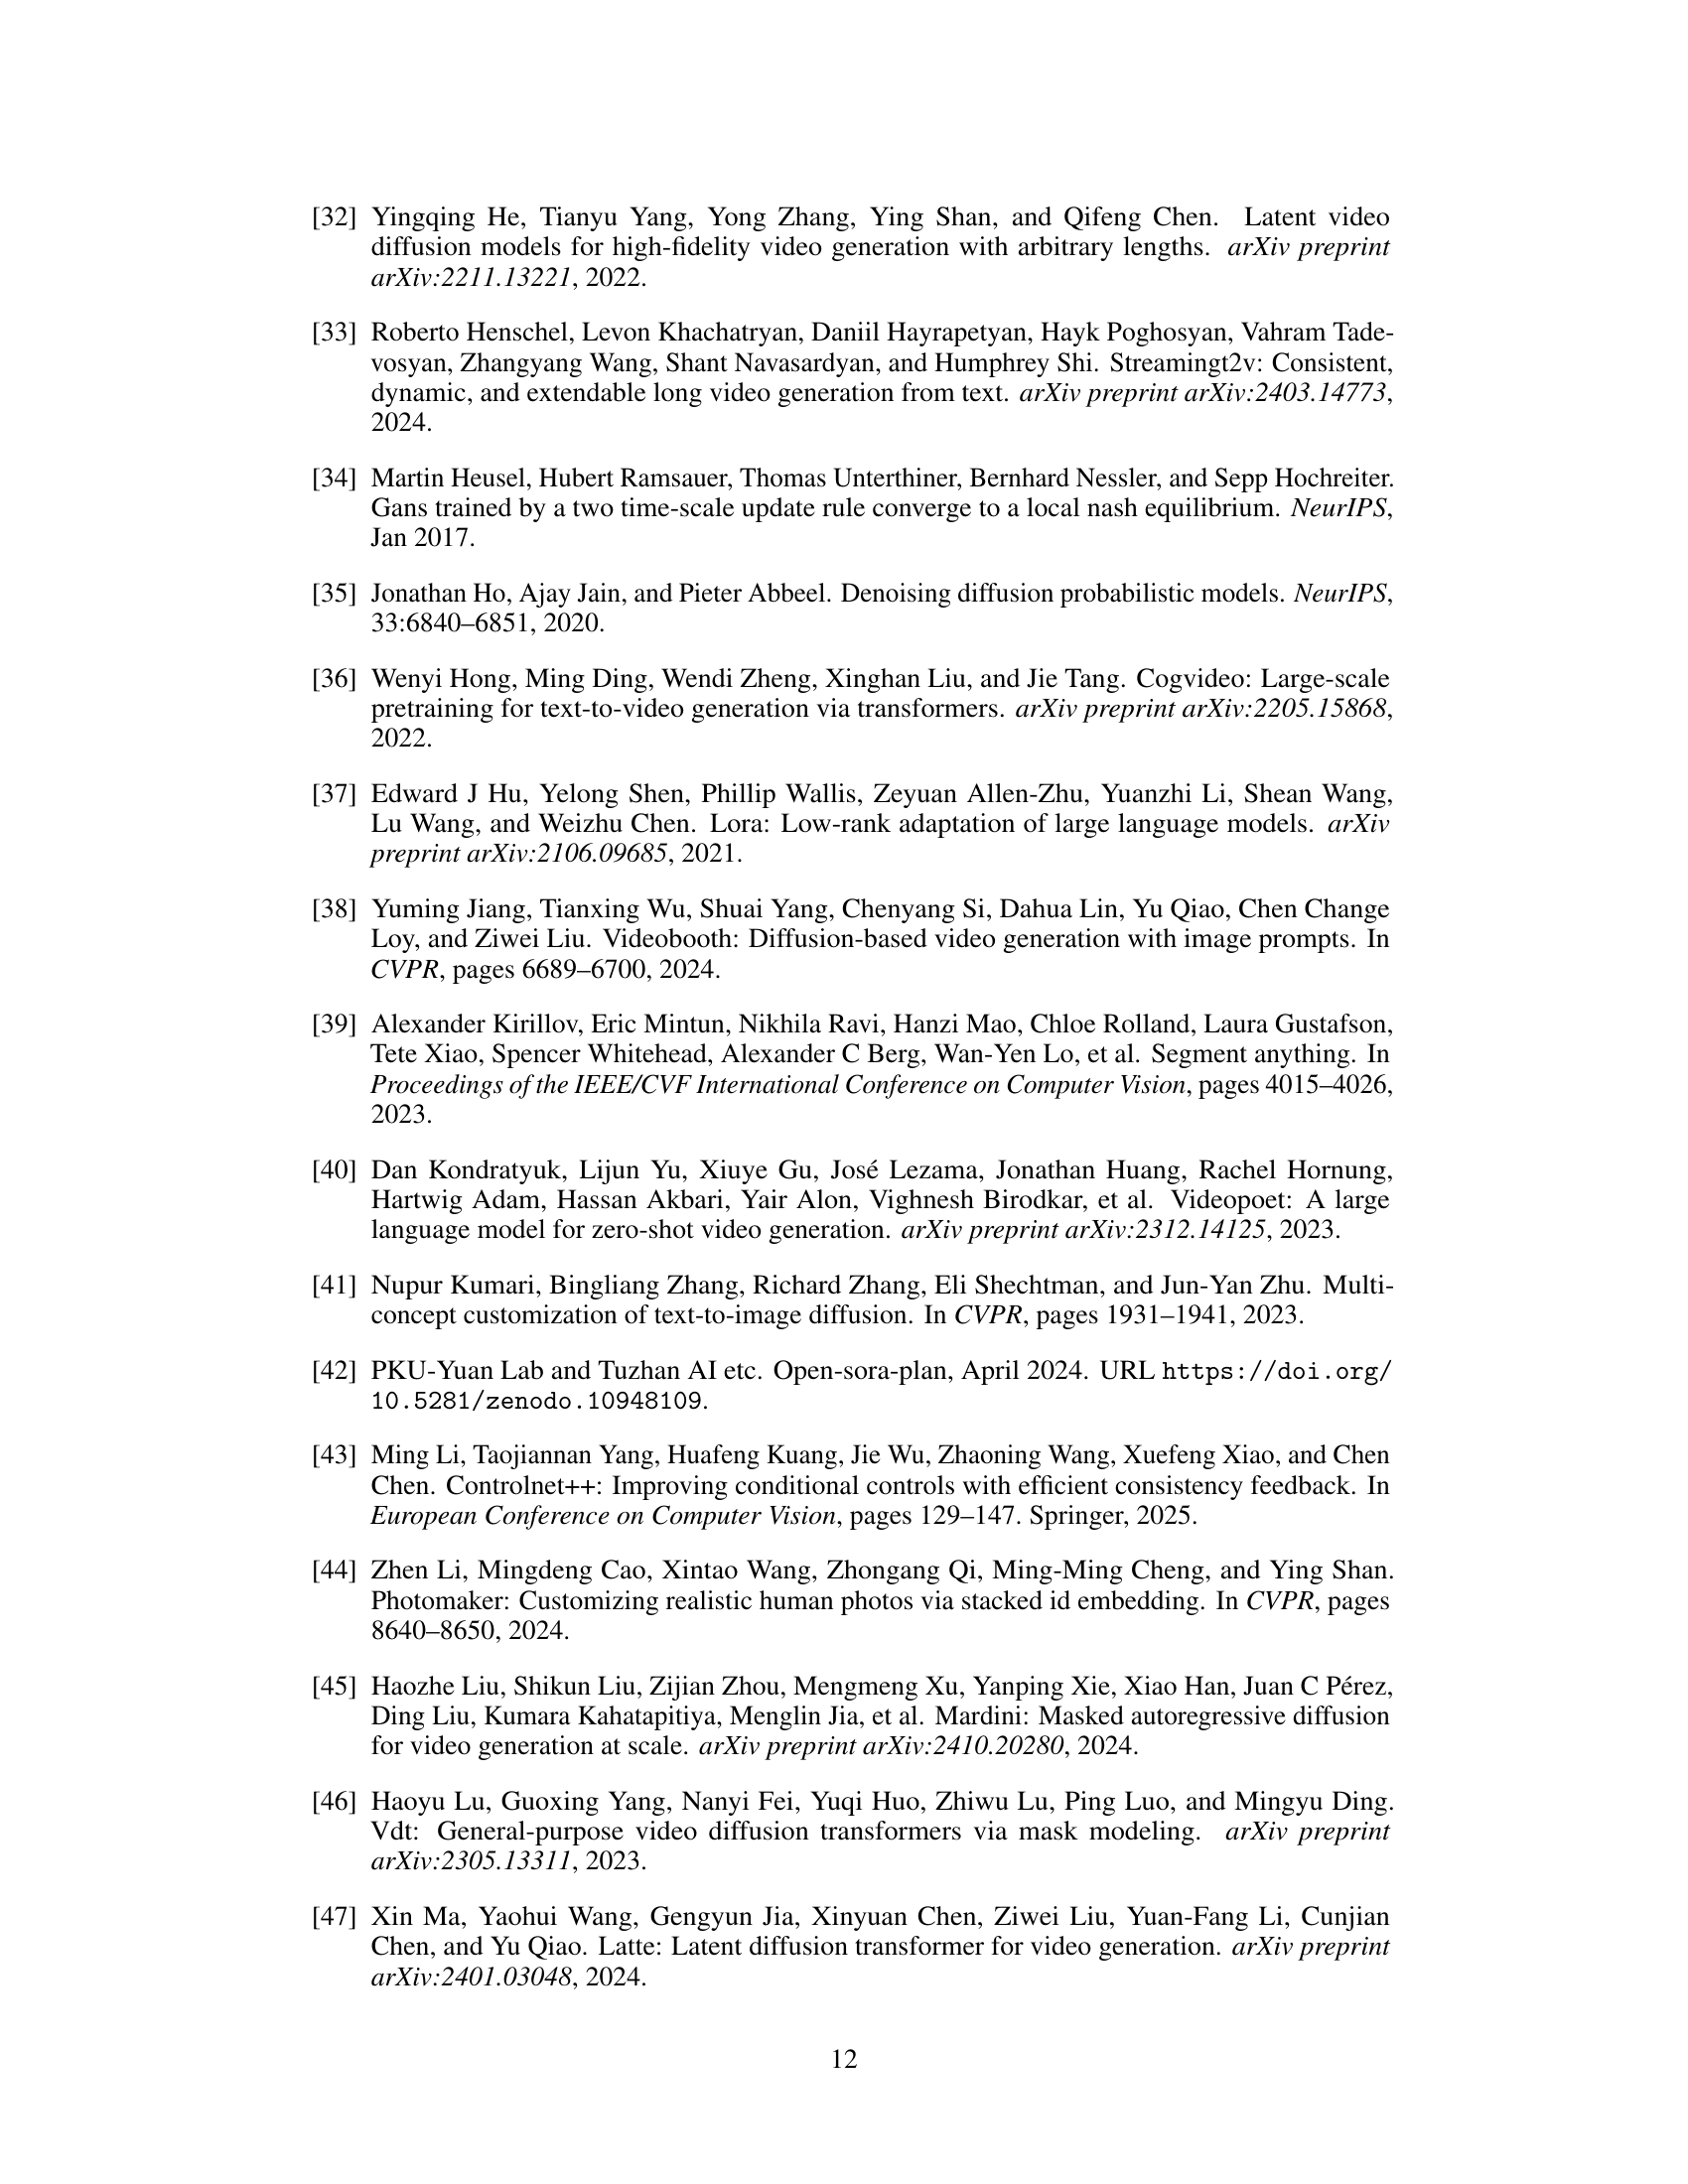 [32] Yingqing He, Tianyu Yang, Yong Zhang, Ying Shan, and Qifeng Chen. Latent video
diffusion models for high-fidelity video generation with arbitrary lengths. arXiv preprint
arXiv:2211.13221, 2022.
[33] Roberto Henschel, Levon Khachatryan, Daniil Hayrapetyan, Hayk Poghosyan, Vahram Tade-
vosyan, Zhangyang Wang, Shant Navasardyan, and Humphrey Shi. Streamingt2v: Consistent,
dynamic, and extendable long video generation from text. arXiv preprint arXiv:2403.14773,
2024.
[34] Martin Heusel, Hubert Ramsauer, Thomas Unterthiner, Bernhard Nessler, and Sepp Hochreiter.
Gans trained by a two time-scale update rule converge to a local nash equilibrium. NeurIPS,
Jan 2017.
[35] Jonathan Ho, Ajay Jain, and Pieter Abbeel. Denoising diffusion probabilistic models. NeurIPS,
33:6840–6851, 2020.
[36] Wenyi Hong, Ming Ding, Wendi Zheng, Xinghan Liu, and Jie Tang. Cogvideo: Large-scale
pretraining for text-to-video generation via transformers. arXiv preprint arXiv:2205.15868,
2022.
[37] Edward J Hu, Yelong Shen, Phillip Wallis, Zeyuan Allen-Zhu, Yuanzhi Li, Shean Wang,
Lu Wang, and Weizhu Chen. Lora: Low-rank adaptation of large language models. arXiv
preprint arXiv:2106.09685, 2021.
[38] Yuming Jiang, Tianxing Wu, Shuai Yang, Chenyang Si, Dahua Lin, Yu Qiao, Chen Change
Loy, and Ziwei Liu. Videobooth: Diffusion-based video generation with image prompts. In
CVPR, pages 6689–6700, 2024.
[39] Alexander Kirillov, Eric Mintun, Nikhila Ravi, Hanzi Mao, Chloe Rolland, Laura Gustafson,
Tete Xiao, Spencer Whitehead, Alexander C Berg, Wan-Yen Lo, et al. Segment anything. In
Proceedings of the IEEE/CVF International Conference on Computer Vision, pages 4015–4026,
2023.
[40] Dan Kondratyuk, Lijun Yu, Xiuye Gu, José Lezama, Jonathan Huang, Rachel Hornung,
Hartwig Adam, Hassan Akbari, Yair Alon, Vighnesh Birodkar, et al. Videopoet: A large
language model for zero-shot video generation. arXiv preprint arXiv:2312.14125, 2023.
[41] Nupur Kumari, Bingliang Zhang, Richard Zhang, Eli Shechtman, and Jun-Yan Zhu. Multi-
concept customization of text-to-image diffusion. In CVPR, pages 1931–1941, 2023.
[42] PKU-Yuan Lab and Tuzhan AI etc. Open-sora-plan, April 2024. URL https://doi.org/
10.5281/zenodo.10948109.
[43] Ming Li, Taojiannan Yang, Huafeng Kuang, Jie Wu, Zhaoning Wang, Xuefeng Xiao, and Chen
Chen. Controlnet++: Improving conditional controls with efficient consistency feedback. In
European Conference on Computer Vision, pages 129–147. Springer, 2025.
[44] Zhen Li, Mingdeng Cao, Xintao Wang, Zhongang Qi, Ming-Ming Cheng, and Ying Shan.
Photomaker: Customizing realistic human photos via stacked id embedding. In CVPR, pages
8640–8650, 2024.
[45] Haozhe Liu, Shikun Liu, Zijian Zhou, Mengmeng Xu, Yanping Xie, Xiao Han, Juan C Pérez,
Ding Liu, Kumara Kahatapitiya, Menglin Jia, et al. Mardini: Masked autoregressive diffusion
for video generation at scale. arXiv preprint arXiv:2410.20280, 2024.
[46] Haoyu Lu, Guoxing Yang, Nanyi Fei, Yuqi Huo, Zhiwu Lu, Ping Luo, and Mingyu Ding.
Vdt: General-purpose video diffusion transformers via mask modeling. arXiv preprint
arXiv:2305.13311, 2023.
[47] Xin Ma, Yaohui Wang, Gengyun Jia, Xinyuan Chen, Ziwei Liu, Yuan-Fang Li, Cunjian
Chen, and Yu Qiao. Latte: Latent diffusion transformer for video generation. arXiv preprint
arXiv:2401.03048, 2024.
12